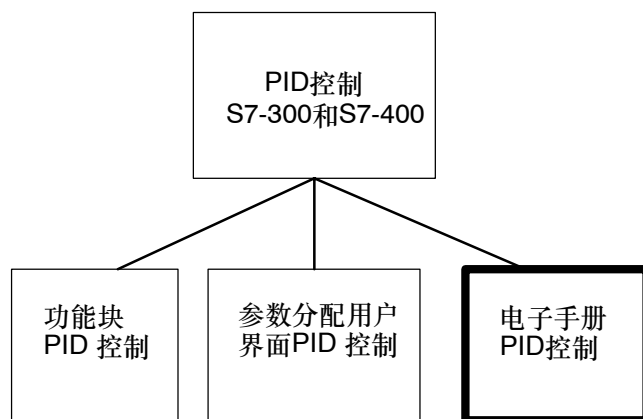 PID控制
S7-300和S7-400
功能块
PID 控制
参数分配用户
界面PID 控制
电子手册
PID控制